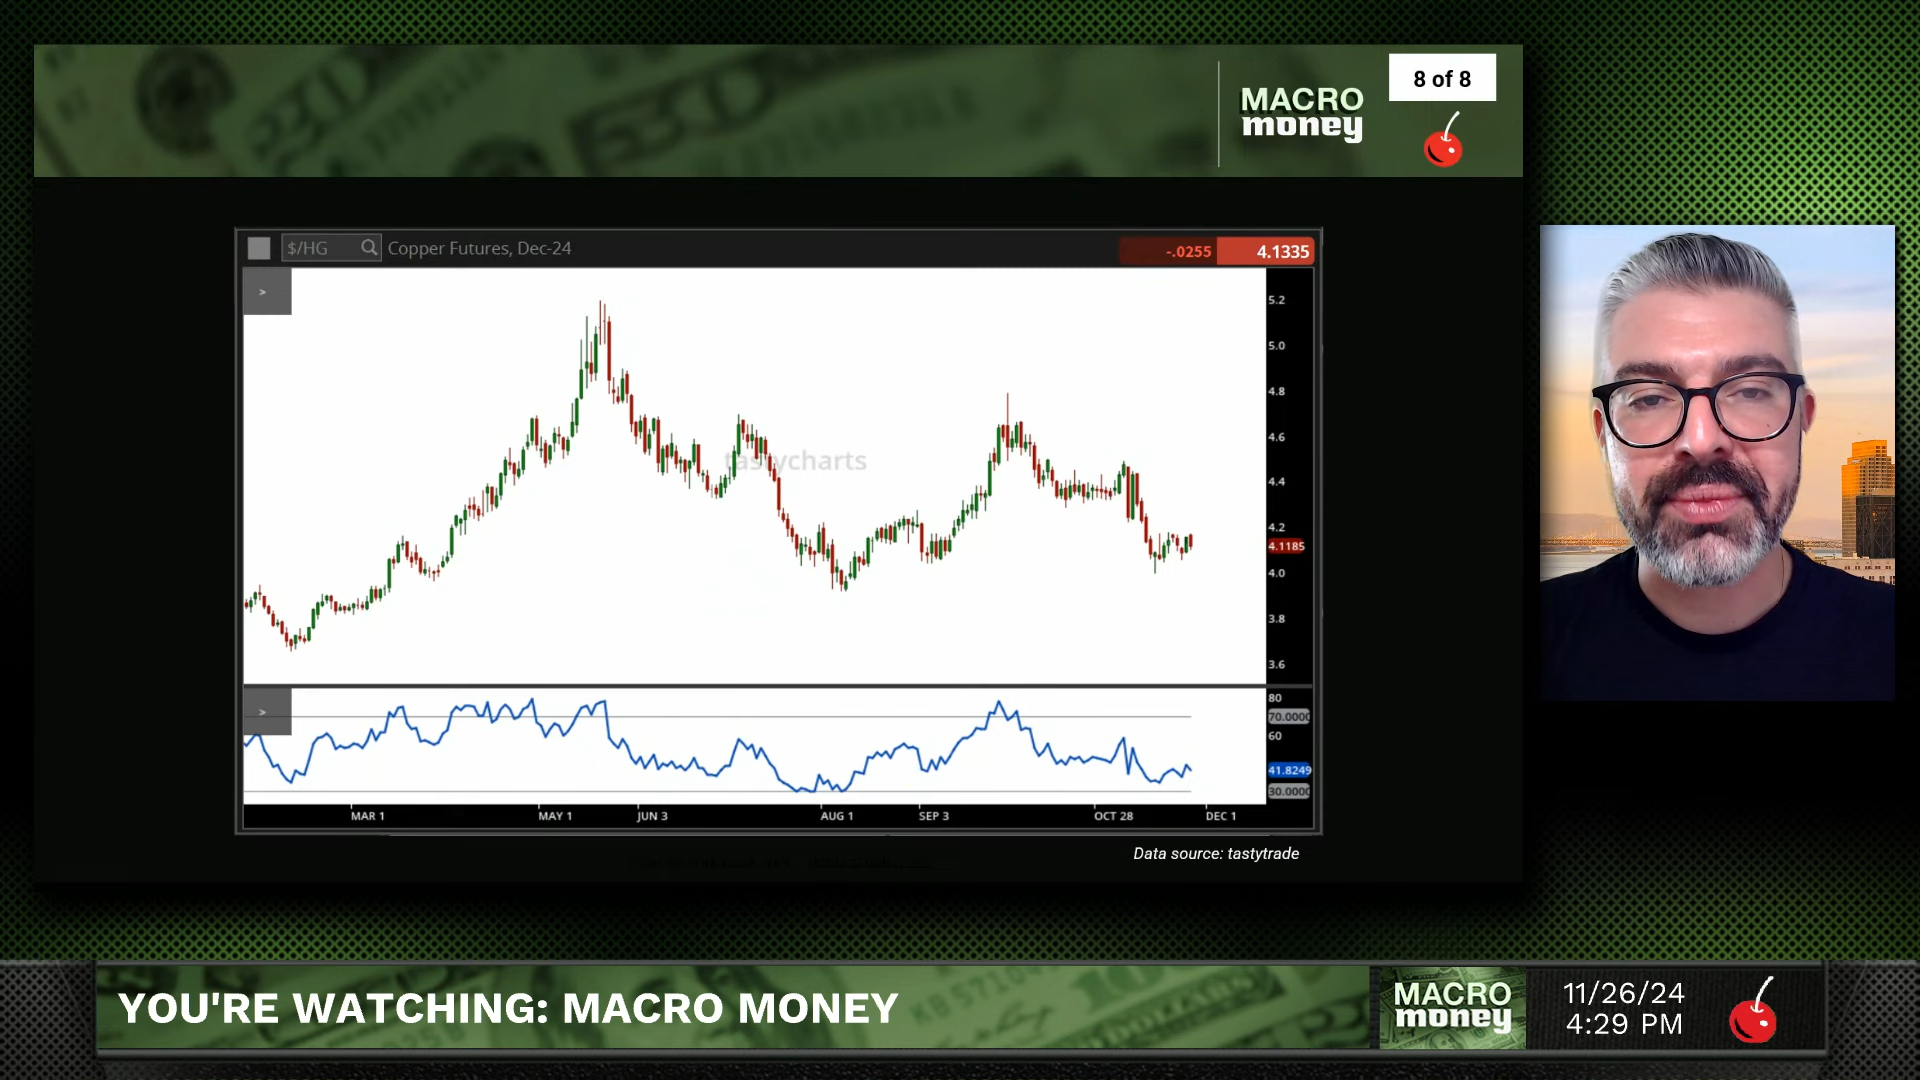 MACRO
money
8 of 8
$/HG
Copper Futures, Dec-24
-.0255
4.1335
>
5.2
5.0
4.8
4.6
4.4
4.2
4.1185
4.0
3.8
3.6
tastycharts
>
80
70.0000
60
41.8249
30.0000
MAR 1
MAY 1
JUN 3
AUG 1
SEP 3
OCT 28
DEC 1
Data source: tastytrade
YOU'RE WATCHING: MACRO MONEY
MACRO
money
11/26/24
4:29 PM